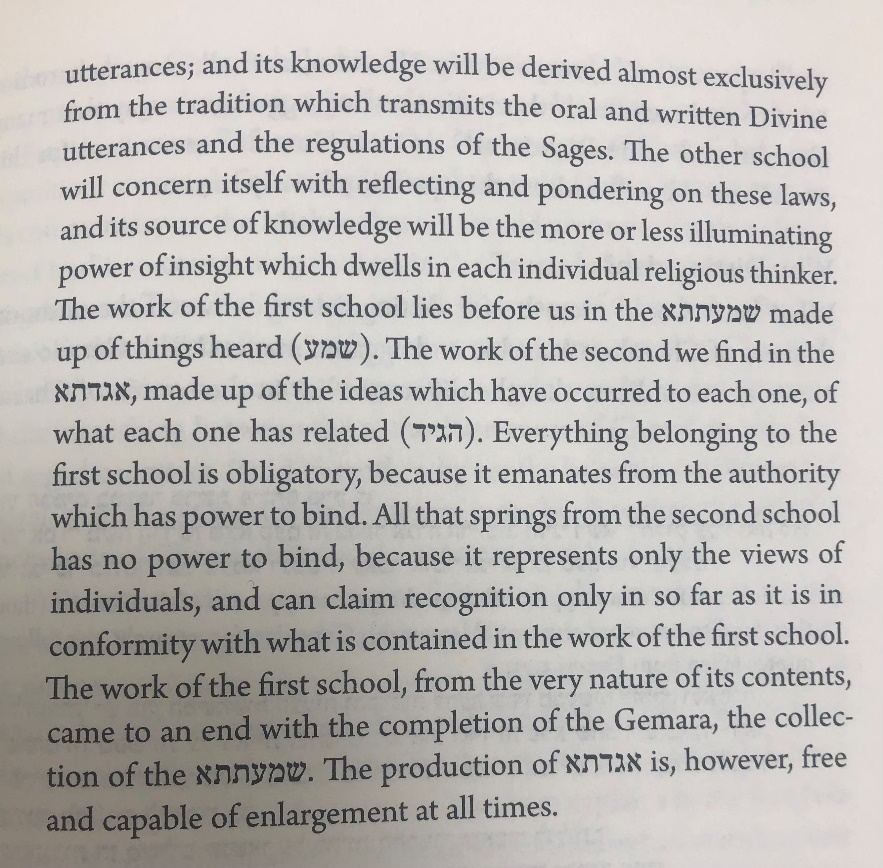 utterances; and its knowledge will be derived almost exclusively
from the tradition which transmits the oral and written Divine
utterances and the regulations of the Sages. The other school
will concern itself with reflecting and pondering on these laws,
and its source of knowledge will be the more or less illuminating
power of insight which dwells in each individual religious thinker.
The work of the first school lies before us in the שמעתתא made
up of things heard (שמע). The work of the second we find in the
אגדתא, made up of the ideas which have occurred to each one, of
what each one has related (הגיד). Everything belonging to the
first school is obligatory, because it emanates from the authority
which has power to bind. All that springs from the second school
has no power to bind, because it represents only the views of
individuals, and can claim recognition only in so far as it is in
conformity with what is contained in the work of the first school.
The work of the first school, from the very nature of its contents,
came to an end with the completion of the Gemara, the collec-
tion of the שמעתתא. The production of אגדתא is, however, free
and capable of enlargement at all times.